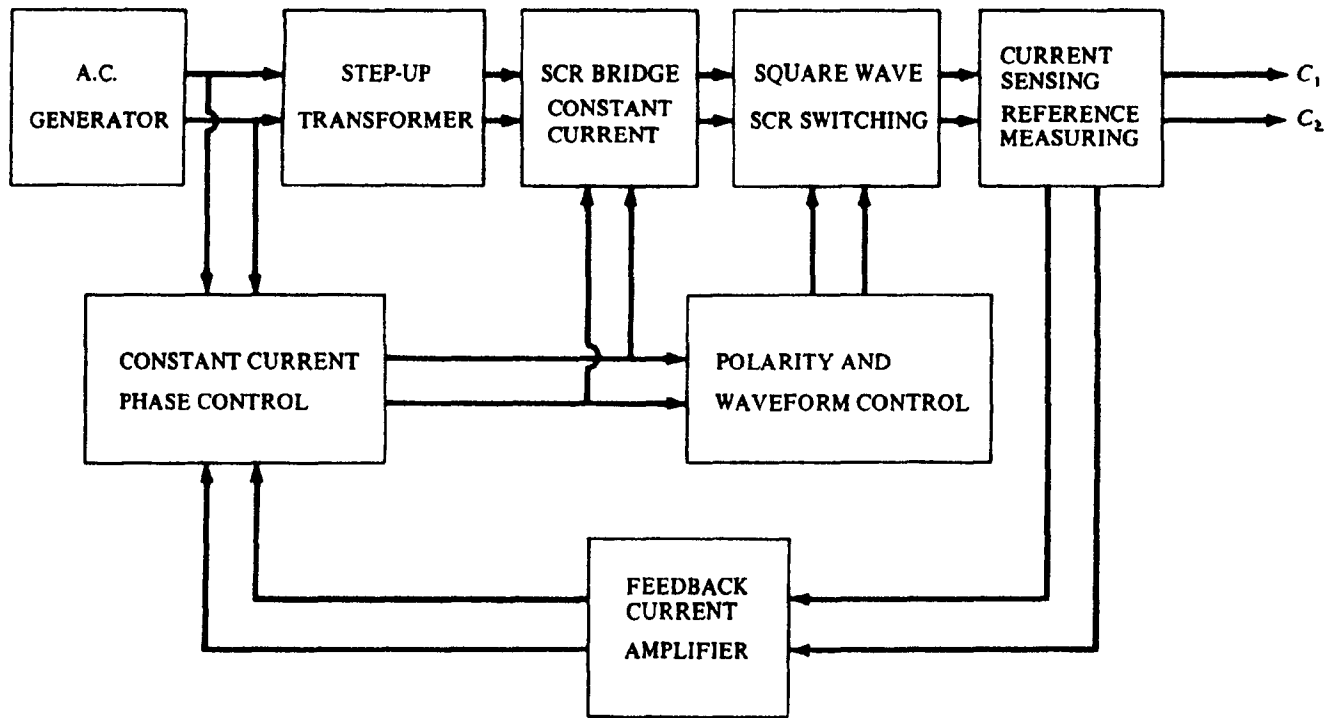 A.C.
GENERATOR
STEP-UP
TRANSFORMER
SCR BRIDGE
CONSTANT
CURRENT
SQUARE WAVE
SCR SWITCHING
CURRENT
SENSING
REFERENCE
MEASURING
C₁
C₂
CONSTANT CURRENT
PHASE CONTROL
POLARITY AND
WAVEFORM CONTROL
FEEDBACK
CURRENT
AMPLIFIER